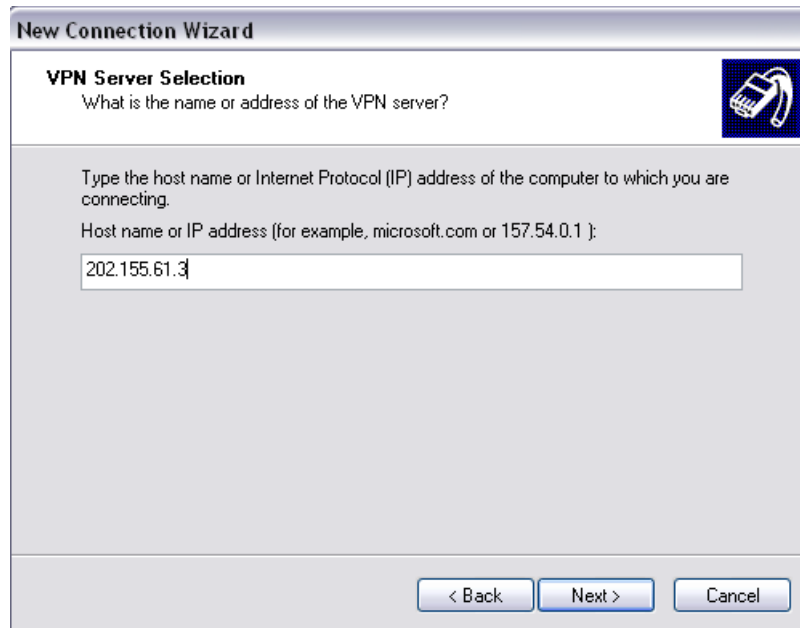 New Connection Wizard
VPN Server Selection
What is the name or address of the VPN server?
Type the host name or Internet Protocol (IP) address of the computer to which you are
connecting.
Host name or IP address (for example, microsoft.com or 157.54.0.1 ):
202.155.61.3
< Back
Next >
Cancel